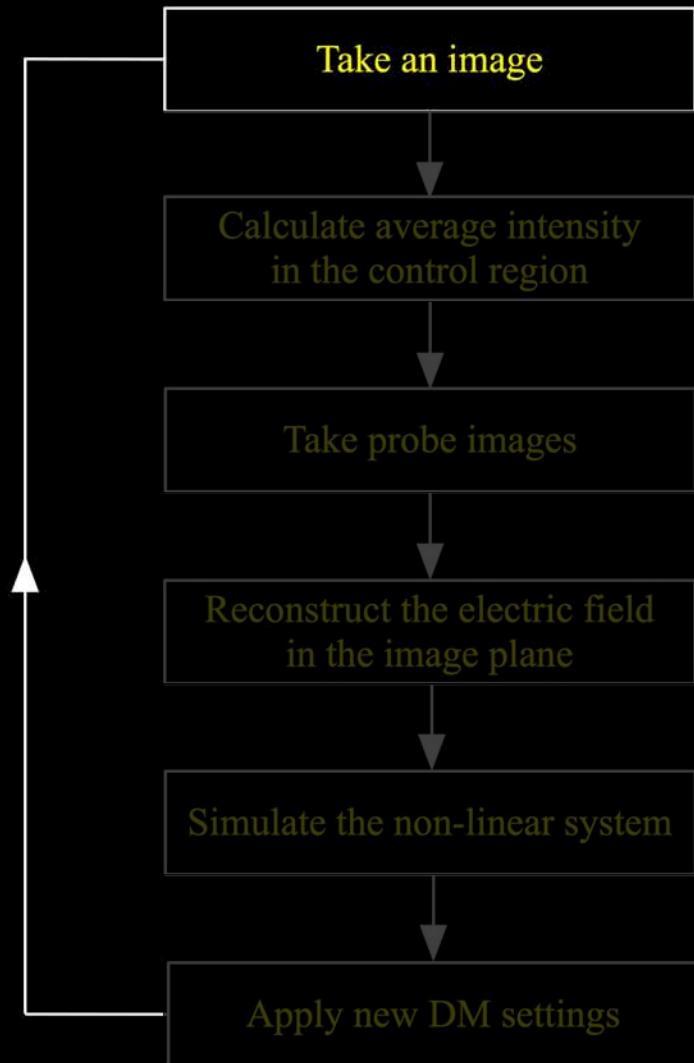 Take an image
Calculate average intensity
in the control region
Take probe images
Reconstruct the electric field
in the image plane
Simulate the non-linear system
Apply new DM settings